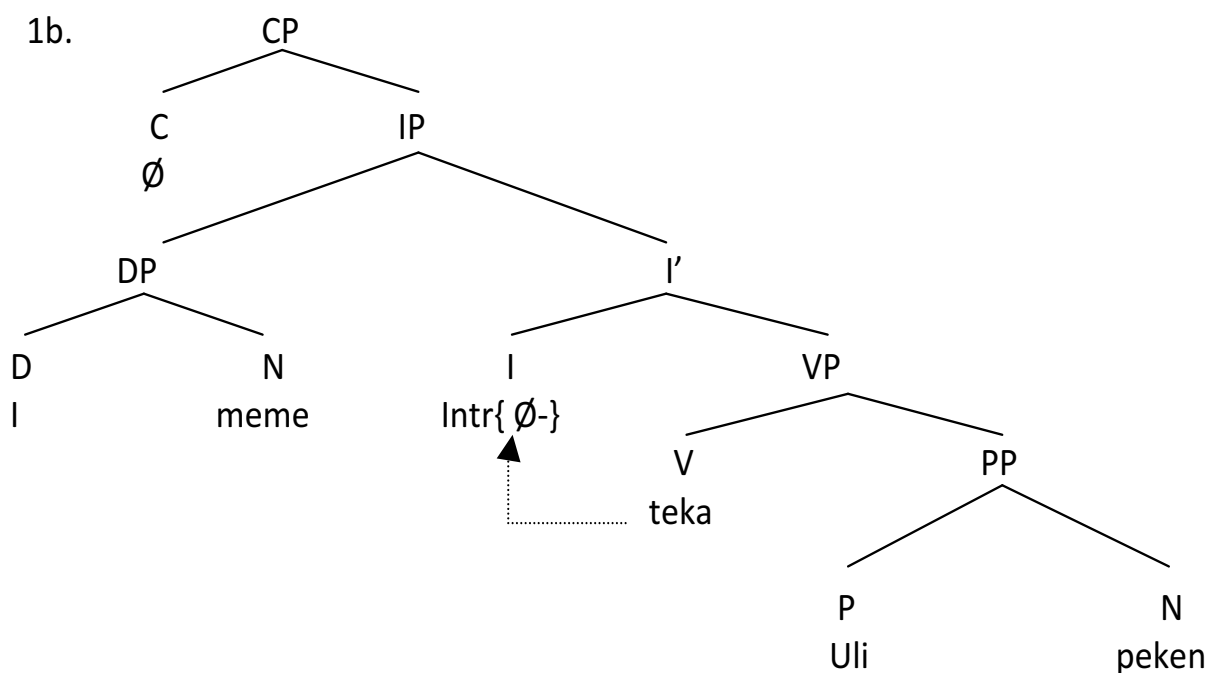 1b. CP
C IP
Ø
DP I’
D N I VP
I meme Intr{ Ø-}
V PP
teka
P N
Uli peken